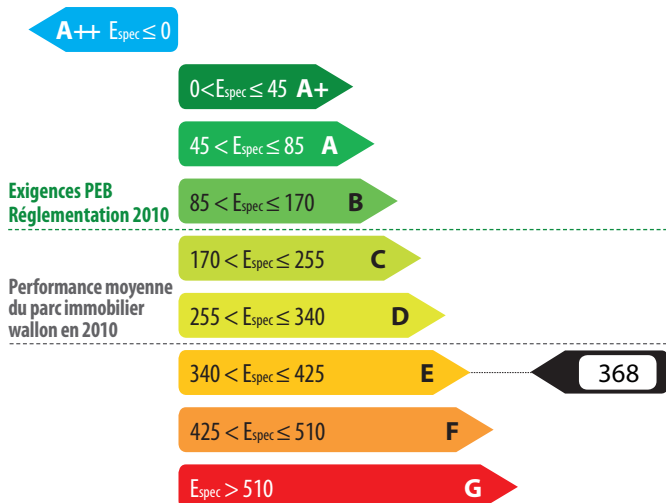 A++ Espec ≤ 0
0<Espec ≤ 45 A+
45 < Espec ≤ 85 A
Exigences PEB
Réglementation 2010
85 < Espec ≤ 170 B
170 < Espec ≤ 255 C
Performance moyenne
du parc immobilier
wallon en 2010
255 < Espec ≤ 340 D
340 < Espec ≤ 425 E
368
425 < Espec ≤ 510 F
Espec > 510 G